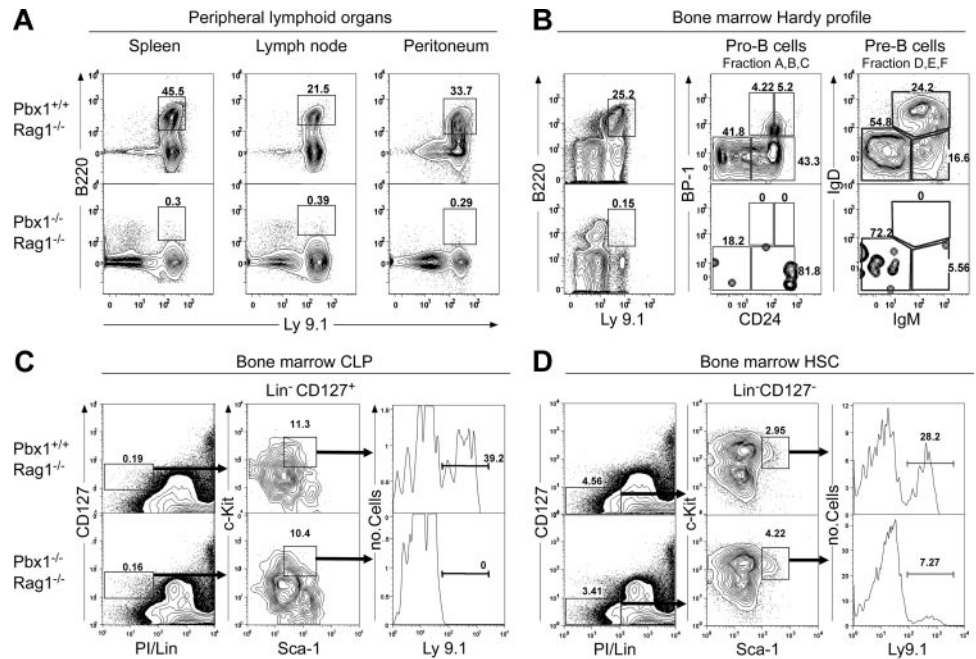 A
Peripheral lymphoid organs
Spleen
Lymph node
Peritoneum
Pbx1+/+
Rag1-/-
Pbx1-/-
Rag1-/-
B220
45.5
21.5
33.7
0.3
0.39
0.29
Ly 9.1
B
Bone marrow Hardy profile
Pro-B cells
Fraction A,B,C
Pre-B cells
Fraction D,E,F
B220
25.2
0.15
Ly 9.1
BP-1
4.22
5.2
41.8
43.3
0
0
18.2
81.8
CD24
IgD
24.2
54.8
16.6
0
72.2
5.56
IgM
C
Bone marrow CLP
Lin- CD127+
Pbx1+/+
Rag1-/-
Pbx1-/-
Rag1-/-
CD127
0.19
0.16
PI/Lin
c-Kit
11.3
10.4
Sca-1
no. Cells
39.2
0
Ly 9.1
D
Bone marrow HSC
Lin-CD127-
CD127
4.56
3.41
PI/Lin
c-Kit
2.95
4.22
Sca-1
no.Cells
28.2
7.27
Ly9.1